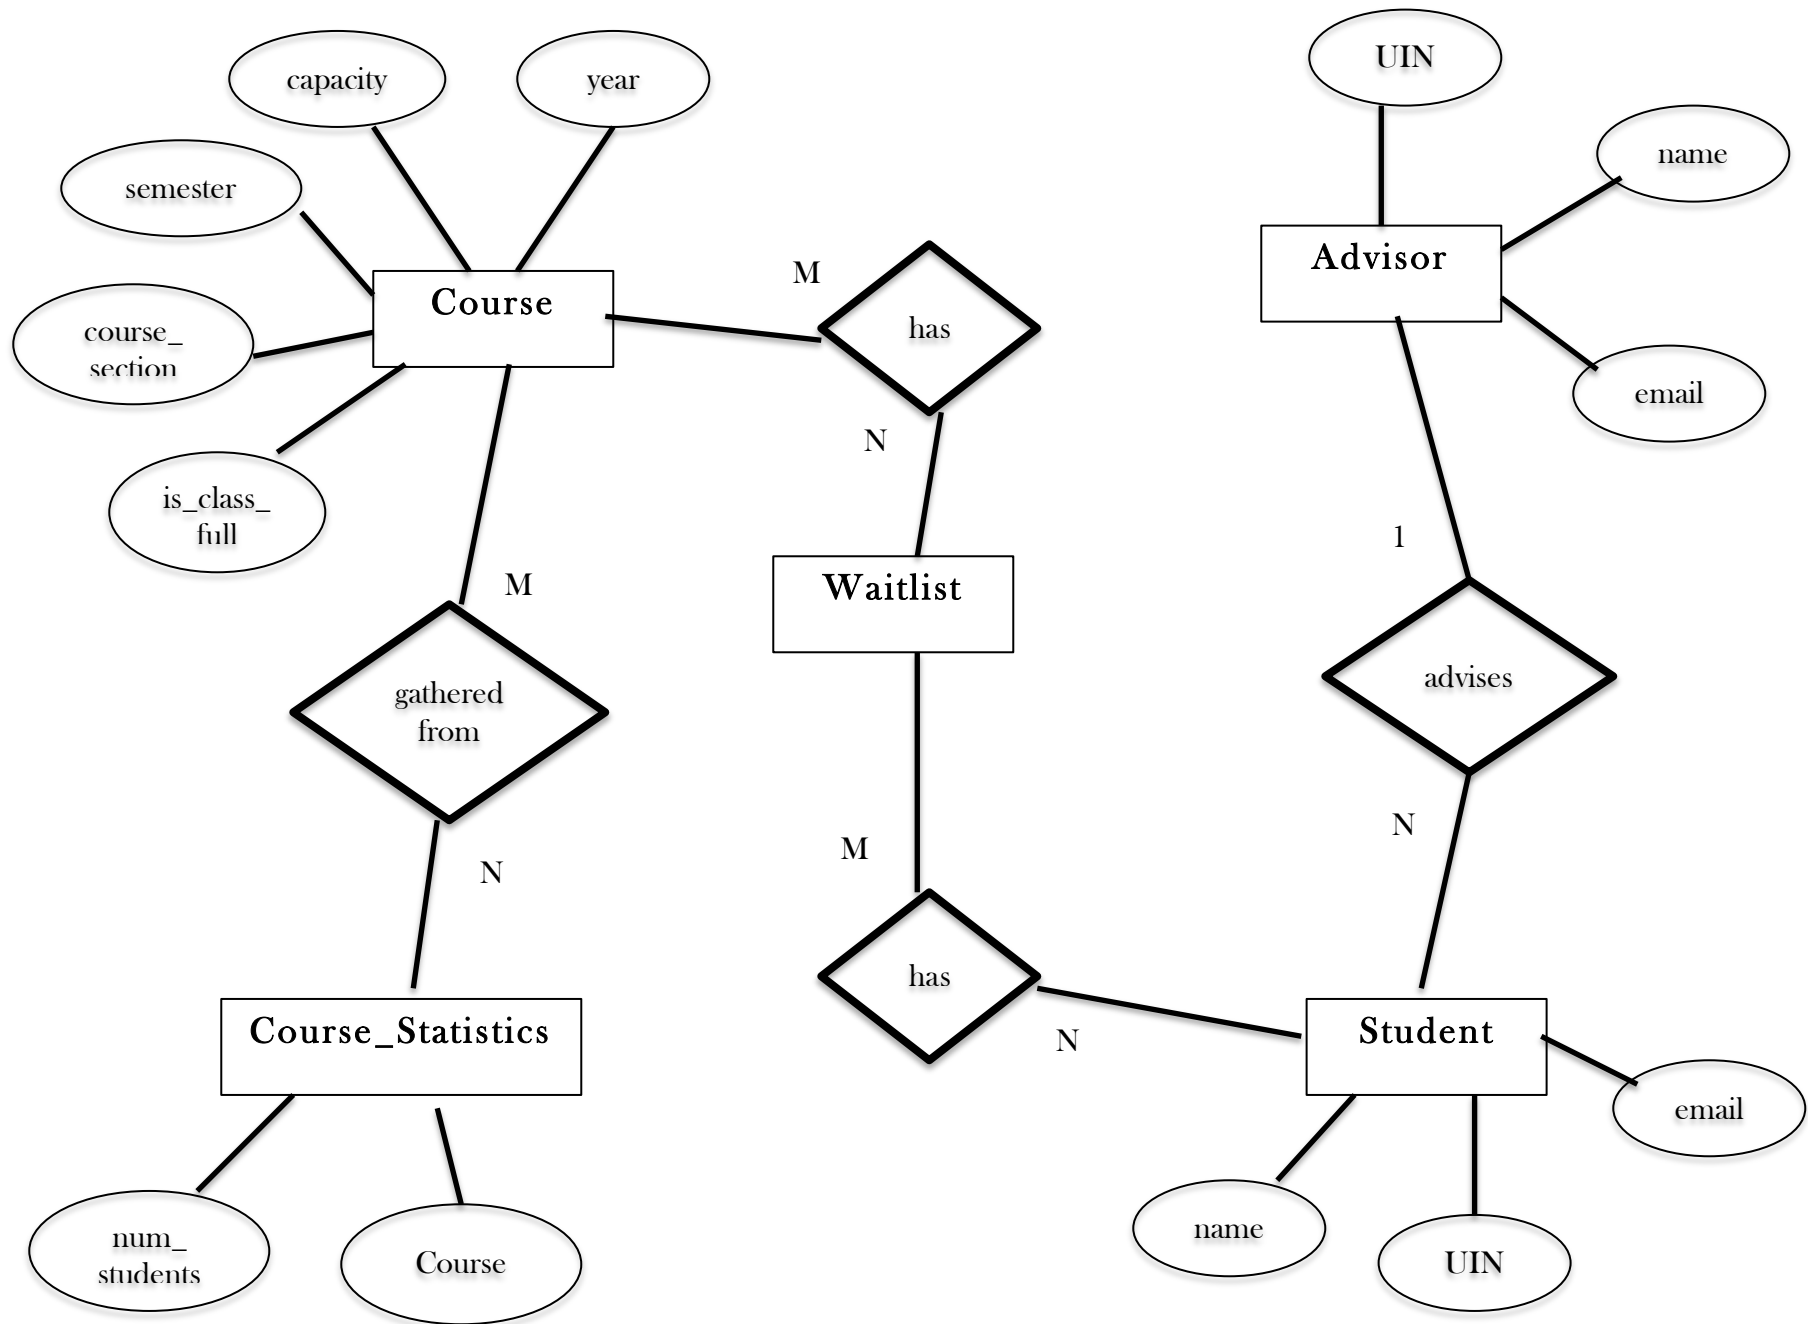 UIN
capacity
year
name
semester
Advisor
M
Course
has
course_
section
email
N
is_class_
full
1
M
Waitlist
advises
gathered
from
N
M
N
has
Course_Statistics
N
Student
email
name
num_
students
Course
UIN